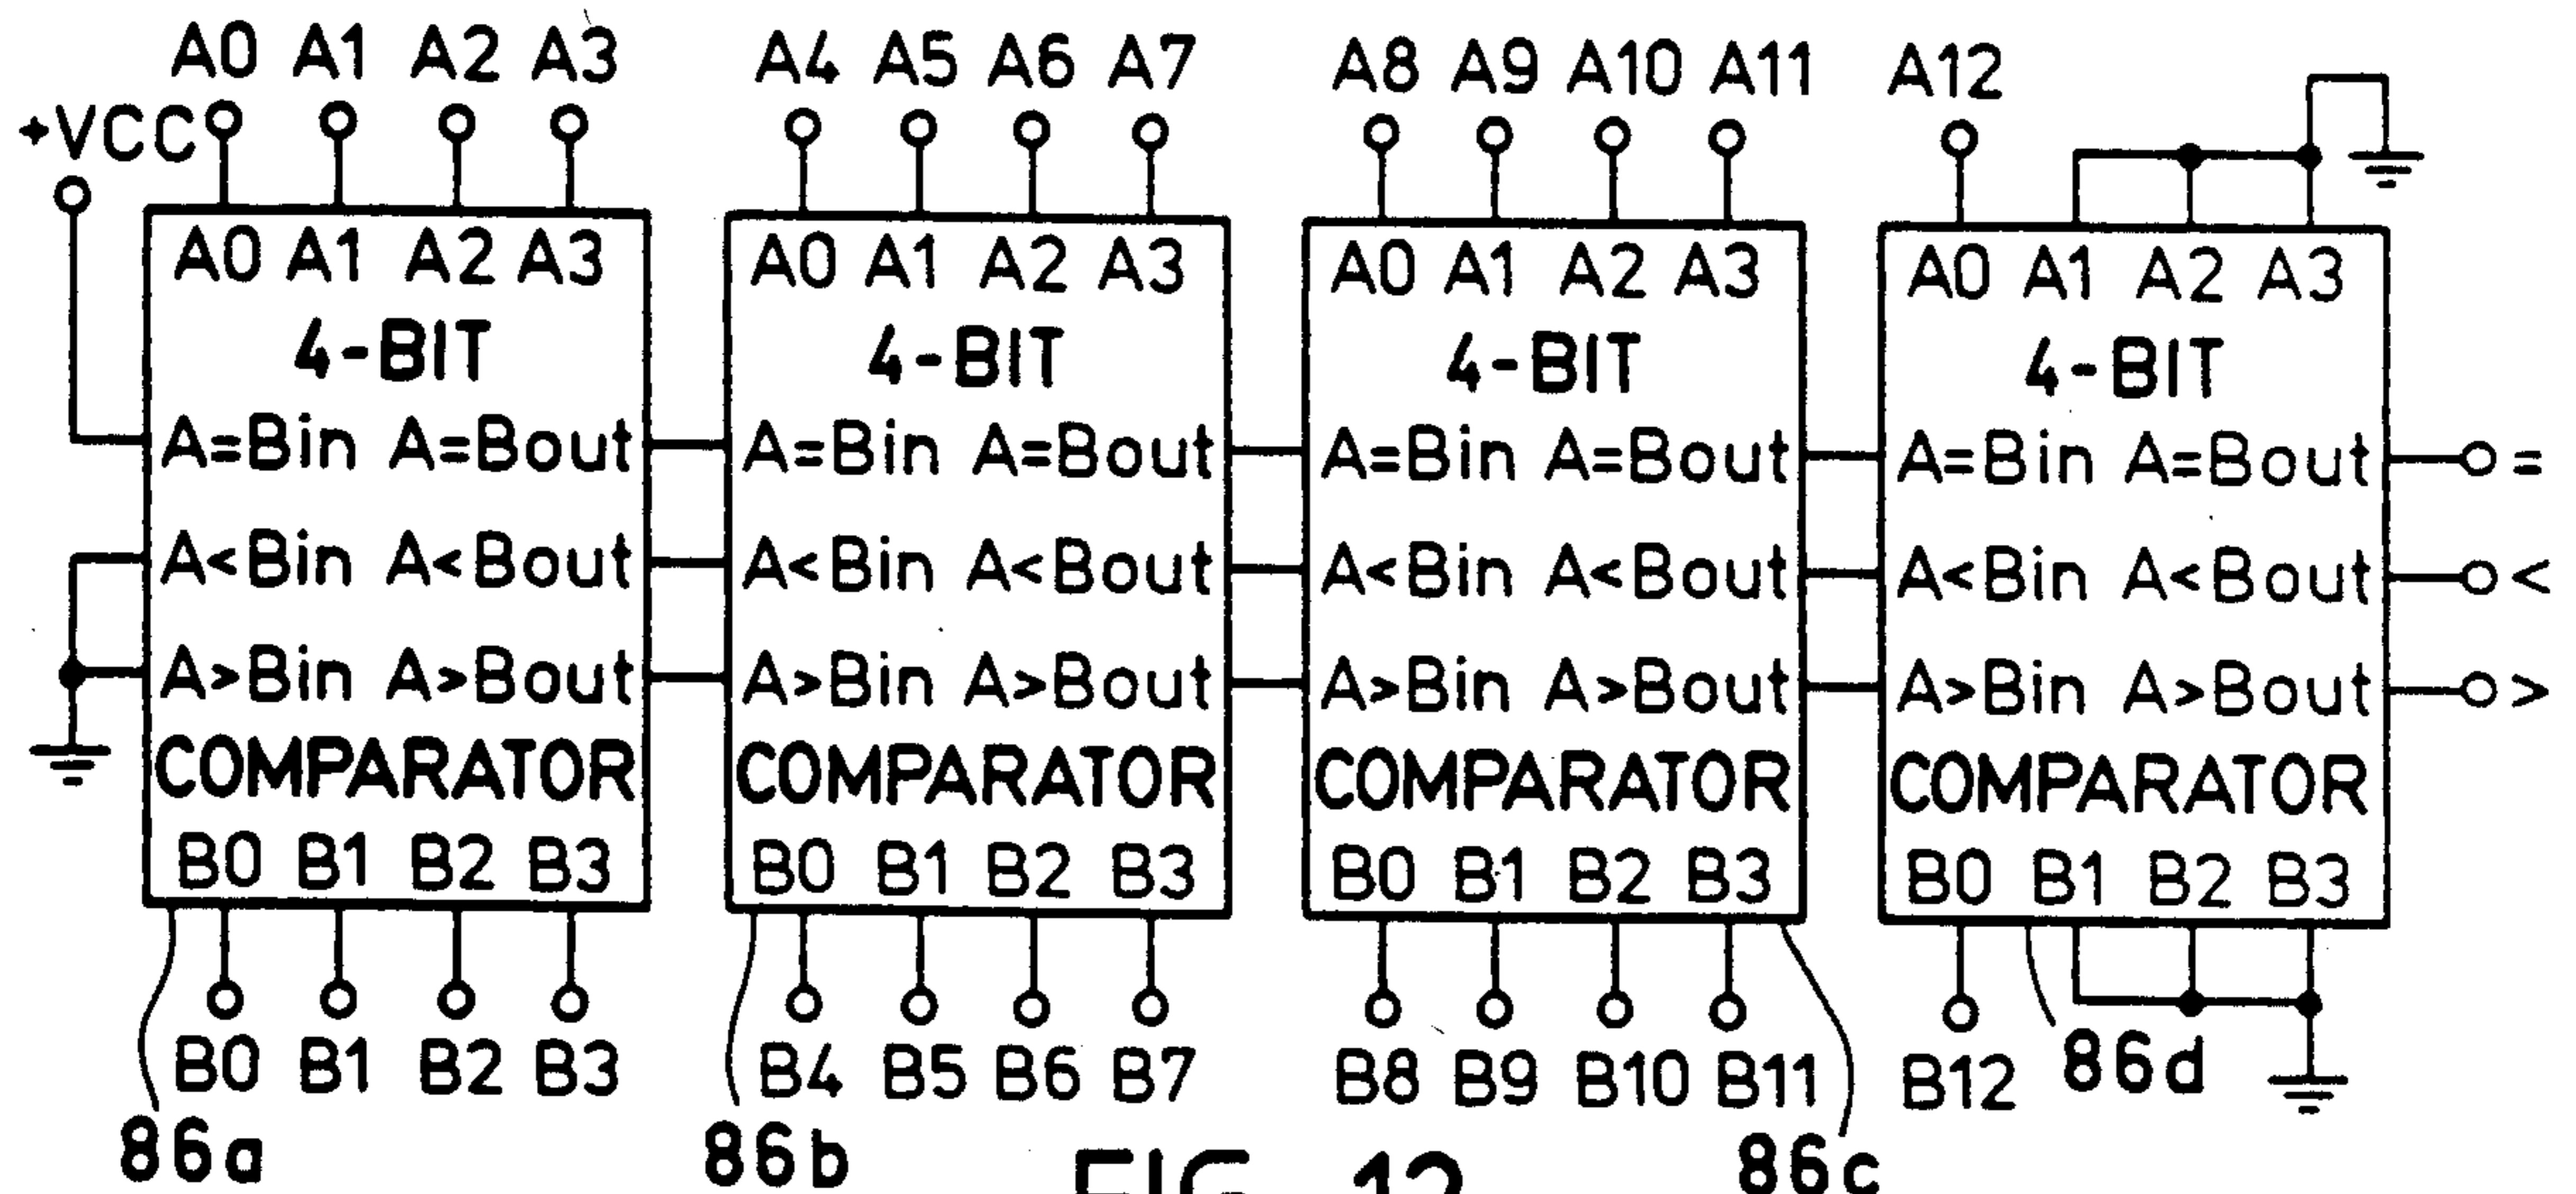 A0 A1 A2 A3 A4 A5 A6 A7 A8 A9 A10 A11 A12
+VCC
A0 A1 A2 A3 A0 A1 A2 A3 A0 A1 A2 A3 A0 A1 A2 A3
4-BIT 4-BIT 4-BIT 4-BIT
A=Bin A=Bout A=Bin A=Bout A=Bin A=Bout A=Bin A=Bout =
A<Bin A<Bout A<Bin A<Bout A<Bin A<Bout A<Bin A<Bout <
A>Bin A>Bout A>Bin A>Bout A>Bin A>Bout A>Bin A>Bout >
COMPARATOR COMPARATOR COMPARATOR COMPARATOR
B0 B1 B2 B3 B0 B1 B2 B3 B0 B1 B2 B3 B0 B1 B2 B3
B0 B1 B2 B3 B4 B5 B6 B7 B8 B9 B10 B11 B12 86d
86a 86b 86c
FIG. 12